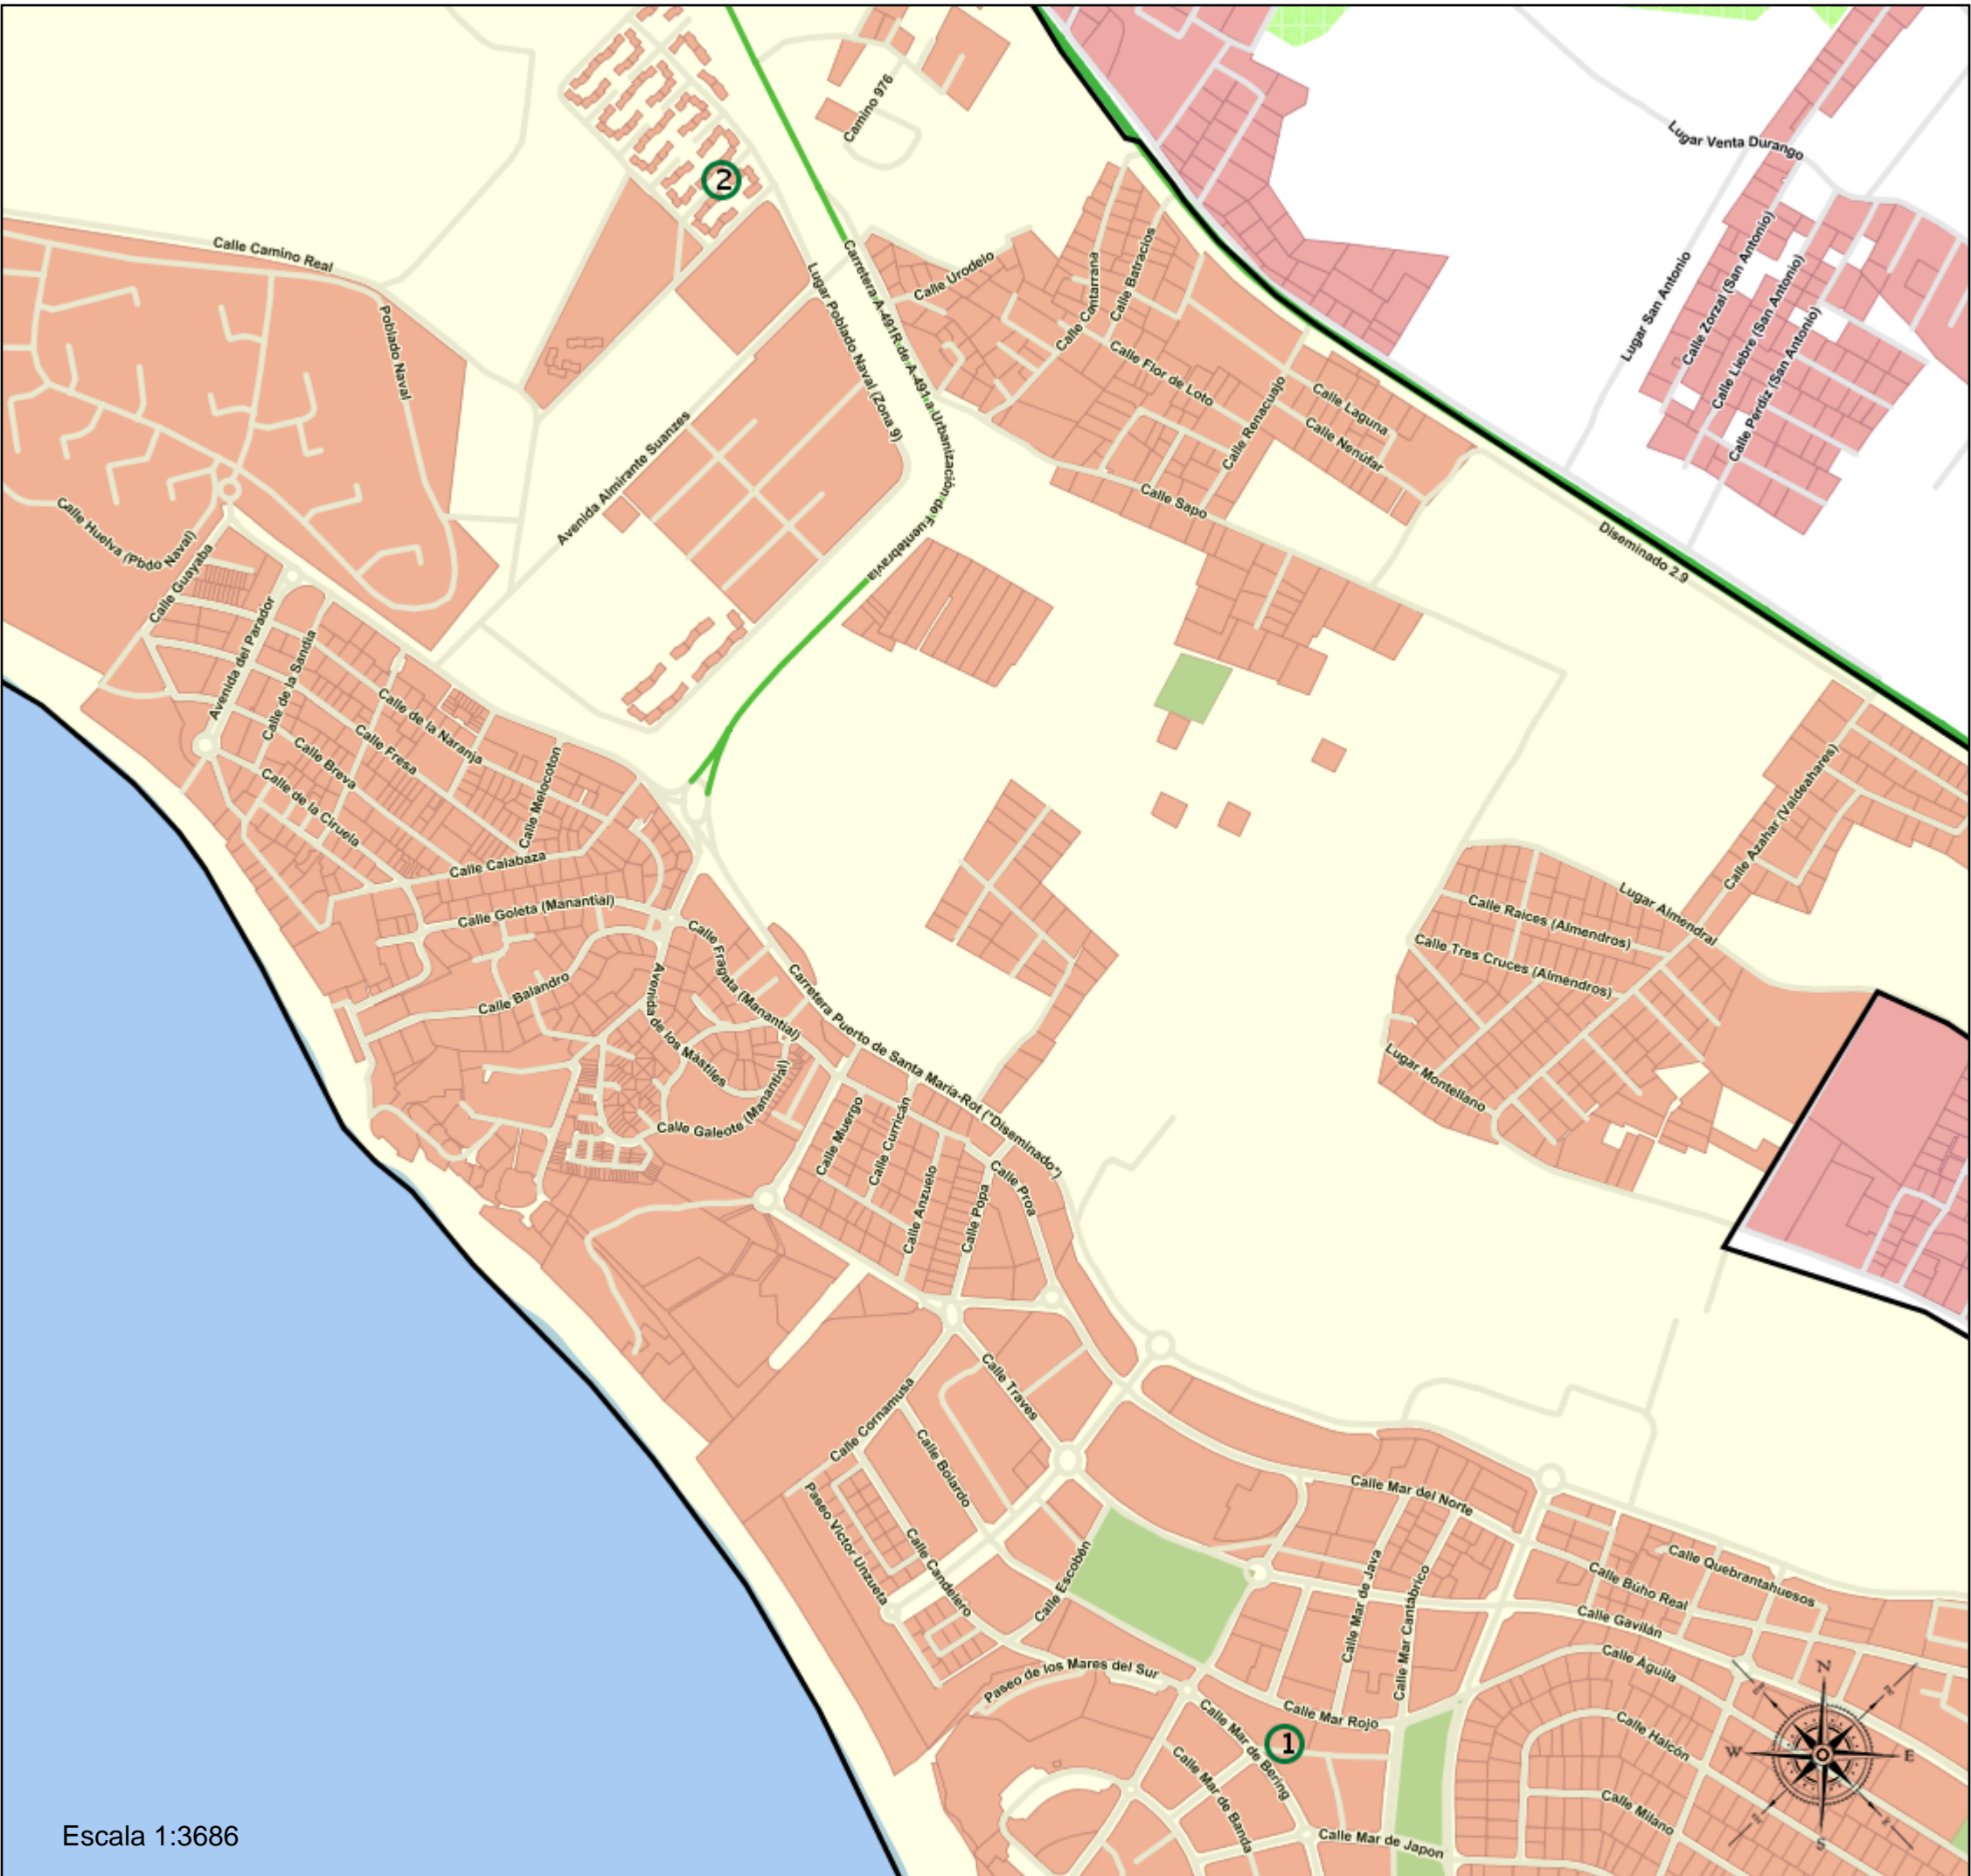 Camino 976
Lugar Venta Durango
2
Calle Camino Real
Calle Urodelo
Calle Cantarrana
Calle Batracios
Lugar San Antonio
Calle Zorzal (San Antonio)
Calle Liebre (San Antonio)
Calle Perdiz (San Antonio)
Poblado Naval
Lugar Poblado Naval (Zona 9)
Carretera A-491R de A-491 a Urbanización de Fuentebravía
Calle Flor de Loto
Calle Laguna
Calle Renacuajo
Calle Nenúfar
Avenida Almirante Suanzes
Calle Sapo
Calle Huelva (Pbdo Naval)
Calle Guayaba
Diseminado 2.9
Avenida del Parador
Calle de la Sandia
Calle de la Naranja
Calle Fresa
Calle Breva
Calle Melocoton
Calle de la Ciruela
Calle Calabaza
Calle Azahar (Valdeahares)
Lugar Almendral
Calle Goleta (Manantial)
Calle Raices (Almendros)
Calle Tres Cruces (Almendros)
Calle Fragata (Manantial)
Calle Balandro
Avenida de los Mástiles
Carretera Puerto de Santa María-Rot ("Diseminado")
Lugar Montellano
Calle Galeote (Manantial)
Calle Muergo
Calle Currican
Calle Anzuelo
Calle Popa
Calle Proa
Calle Traves
Calle Cornamusa
Calle Bolardo
Paseo Victor Unzueta
Calle Candelero
Calle Escobén
Calle Mar del Norte
Calle Mar de Java
Calle Mar Cantábrico
Calle Quebrantahuesos
Calle Búho Real
Calle Gavilán
Calle Águila
Paseo de los Mares del Sur
Calle Mar Rojo
Calle Mar de Bering
1
Calle Mar de Banda
Calle Halcón
Calle Milano
Calle Mar de Japon
N
W
E
S
Escala 1:3686